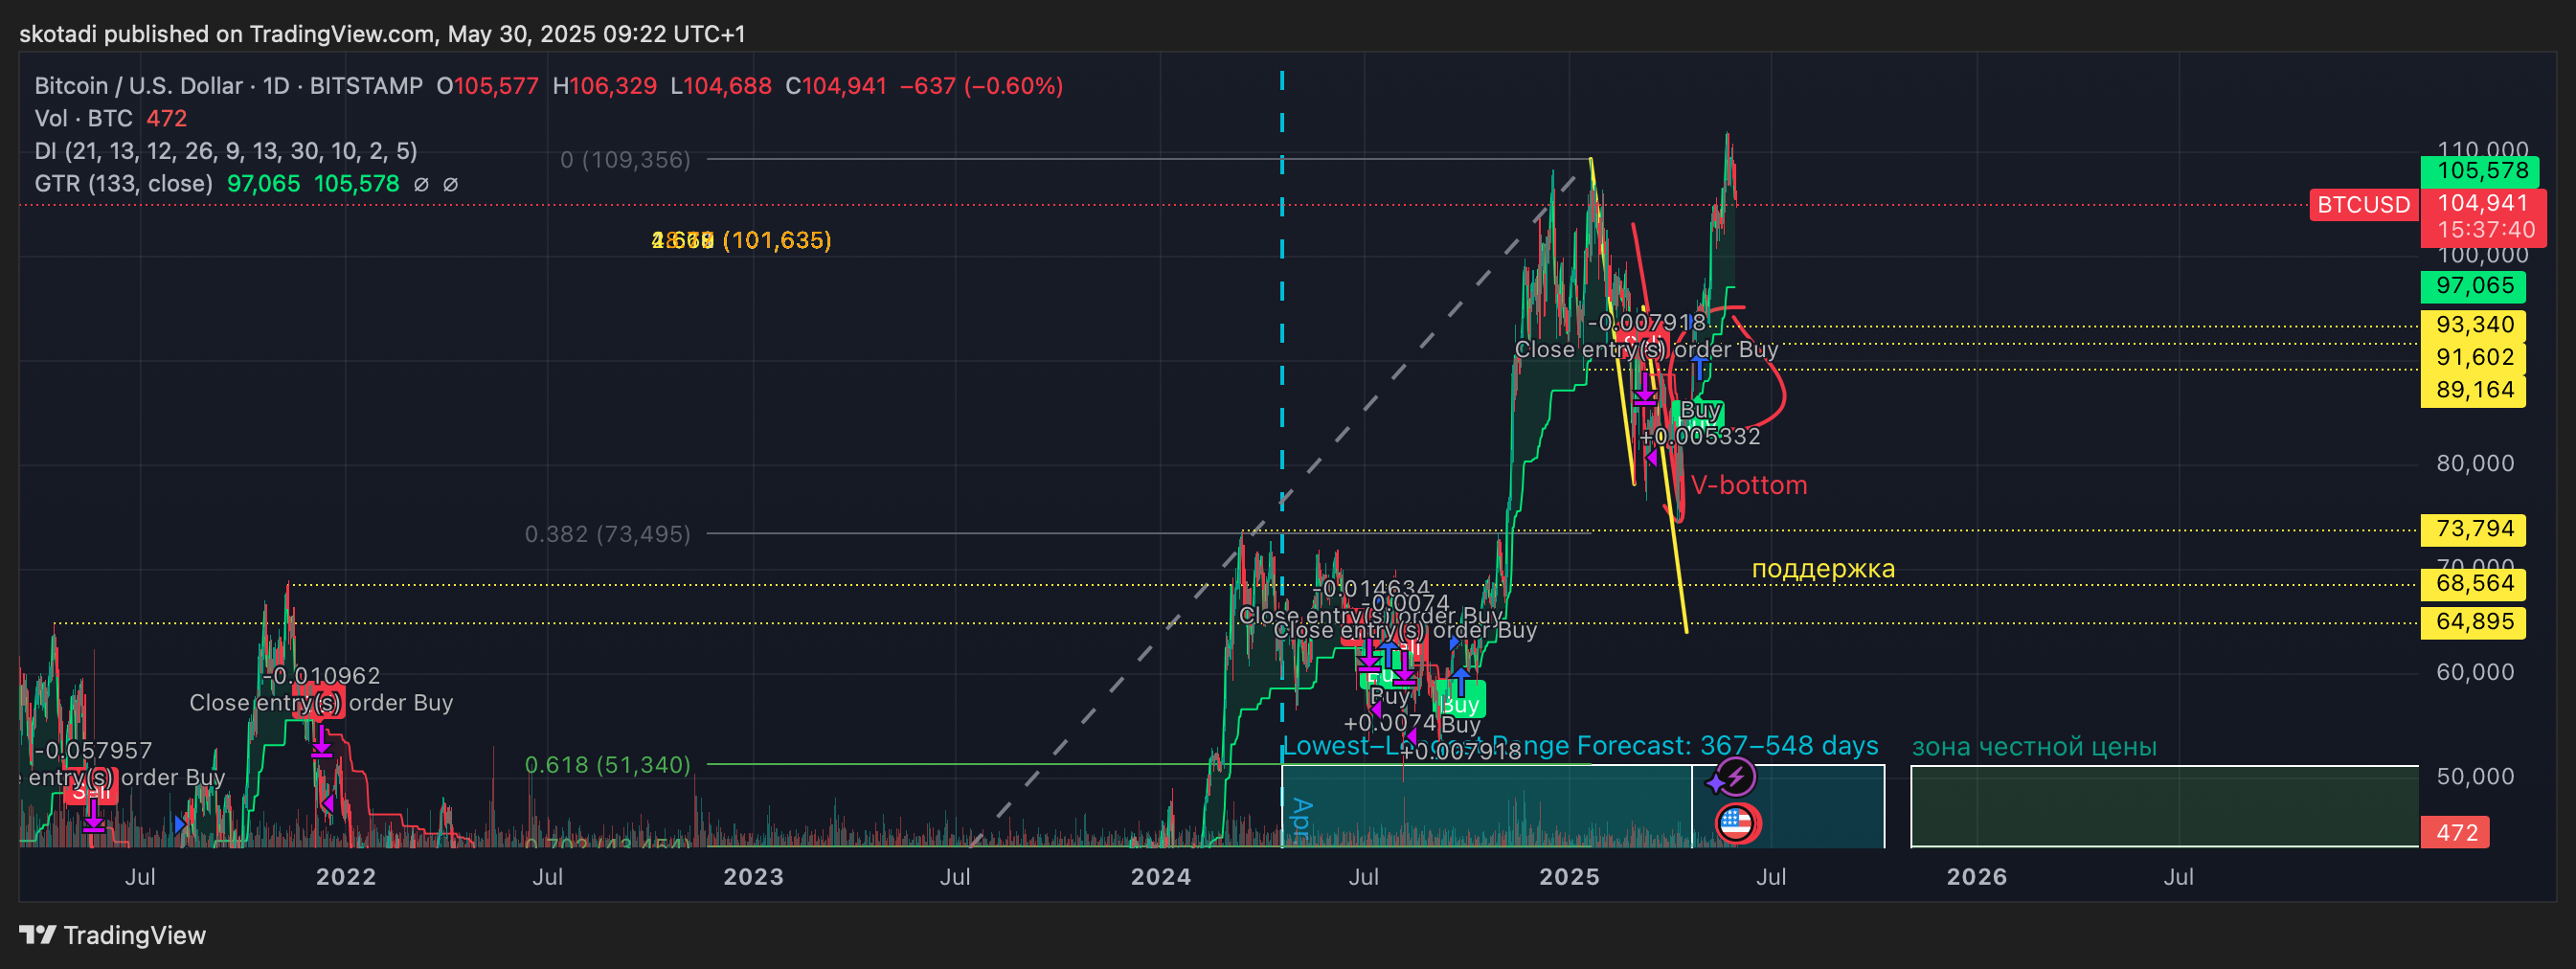 skotadi published on TradingView.com, May 30, 2025 09:22 UTC+1
Bitcoin / U.S. Dollar · 1D · BITSTAMP O105,577 H106,329 L104,688 C104,941 −637 (−0.60%)
Vol · BTC 472
DI (21, 13, 12, 26, 9, 13, 30, 10, 2, 5)
GTR (133, close) 97,065 105,578 ∅ ∅
0 (109,356)
(101,635)
0.382 (73,495)
0.618 (51,340)
110,000
105,578
BTCUSD 104,941
15:37:40
100,000
97,065
93,340
91,602
89,164
80,000
73,794
70,000
68,564
64,895
60,000
50,000
472
-0.007918
Close entry(s) order Buy
Buy
+0.005332
V-bottom
поддержка
-0.014634
-0.0074
Close entry(s) order Buy
Close entry(s) order Buy
Buy
Buy
+0.0074 Buy
+0.007918
-0.010962
Close entry(s) order Buy
-0.057957
entry(s) order Buy
Sell
Range Forecast: 367–548 days
зона честной цены
Apr
Jul 2022 Jul 2023 Jul 2024 Jul 2025 Jul 2026 Jul
TradingView